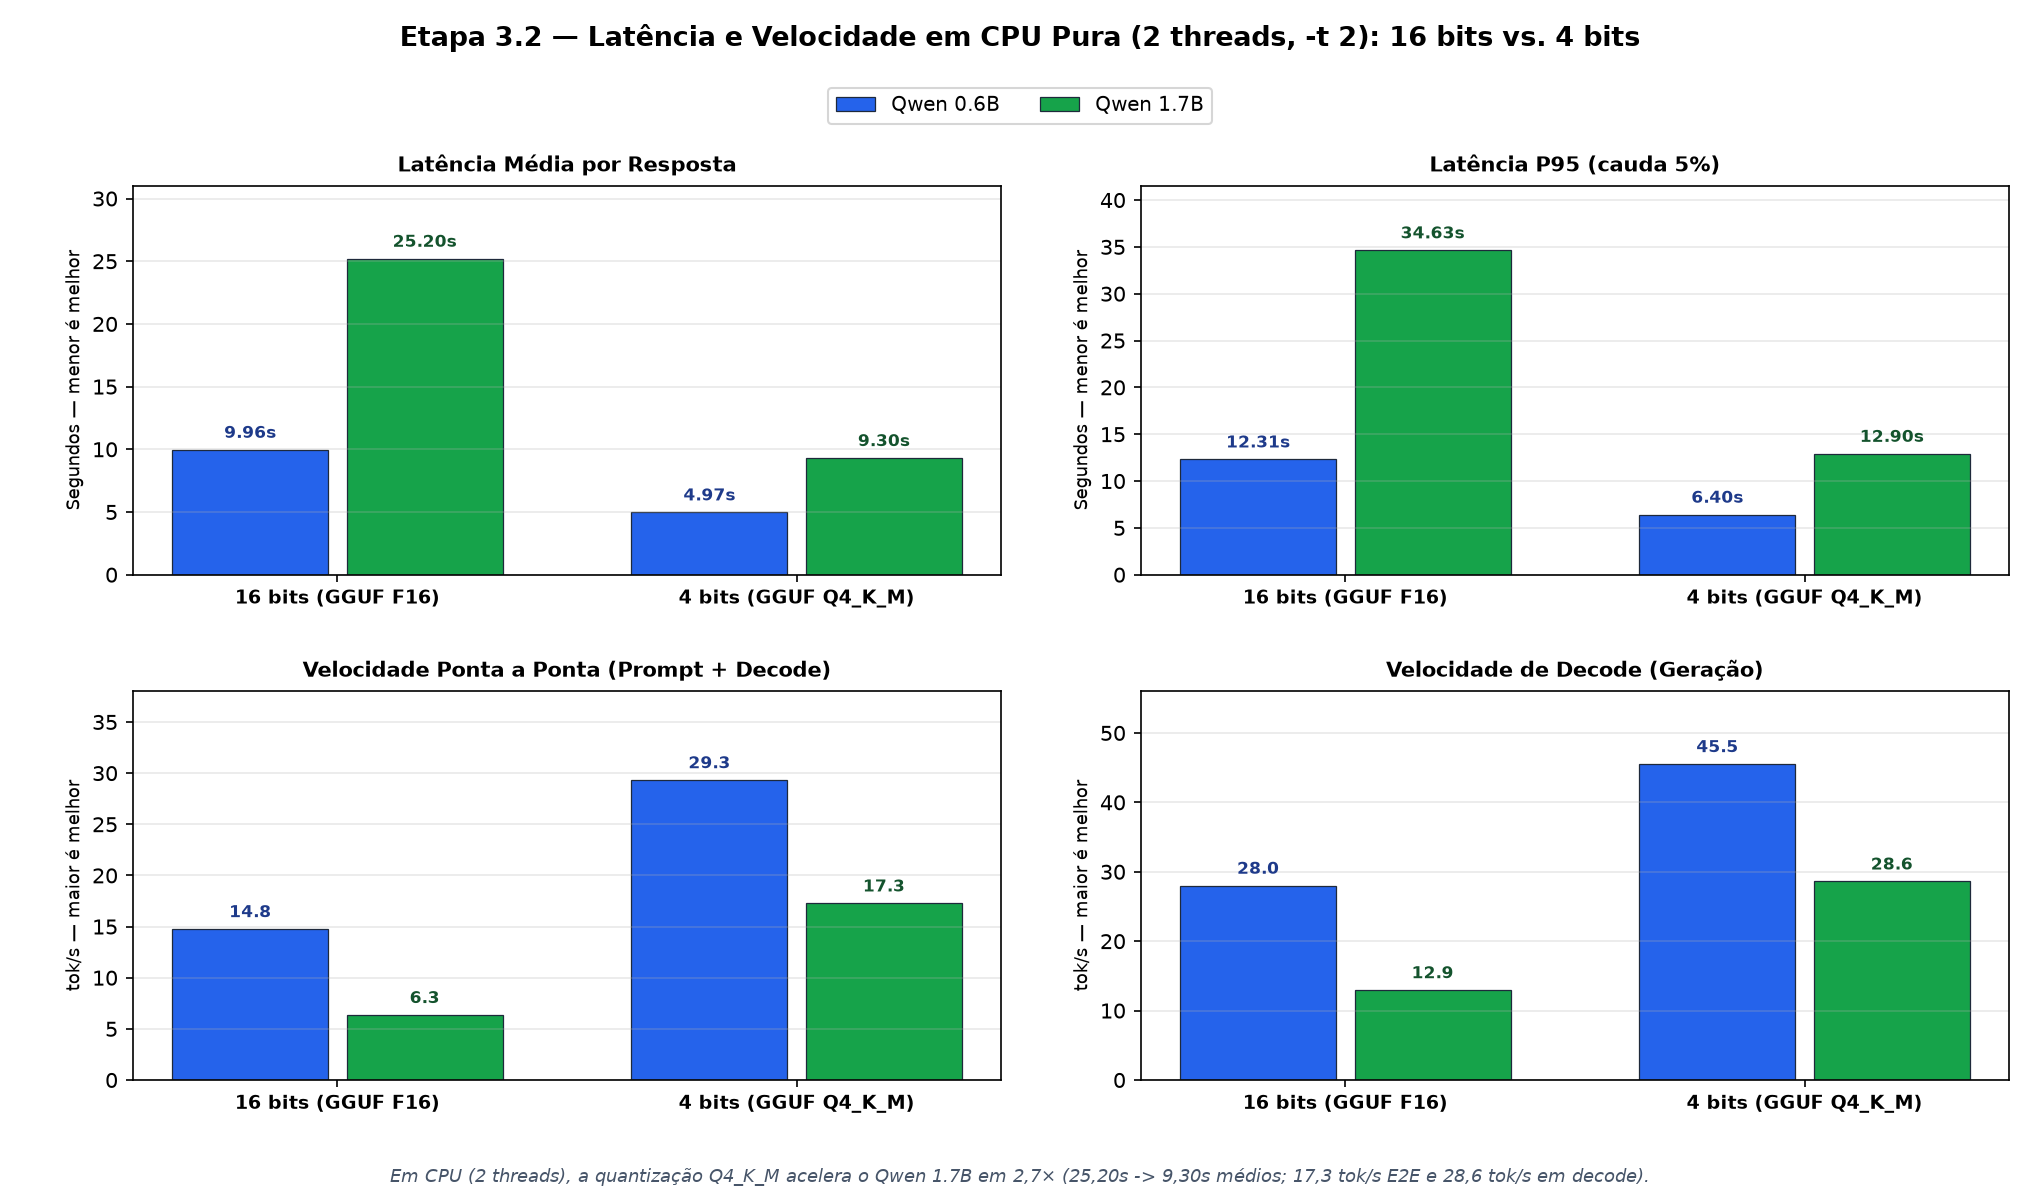 Etapa 3.2 — Latência e Velocidade em CPU Pura (2 threads, -t 2): 16 bits vs. 4 bits
Qwen 0.6B
Qwen 1.7B
Latência Média por Resposta
Segundos — menor é melhor
30
25
20
15
10
5
0
9.96s
25.20s
4.97s
9.30s
16 bits (GGUF F16)
4 bits (GGUF Q4_K_M)
Latência P95 (cauda 5%)
Segundos — menor é melhor
40
35
30
25
20
15
10
5
0
12.31s
34.63s
6.40s
12.90s
16 bits (GGUF F16)
4 bits (GGUF Q4_K_M)
Velocidade Ponta a Ponta (Prompt + Decode)
tok/s — maior é melhor
35
30
25
20
15
10
5
0
14.8
6.3
29.3
17.3
16 bits (GGUF F16)
4 bits (GGUF Q4_K_M)
Velocidade de Decode (Geração)
tok/s — maior é melhor
50
40
30
20
10
0
28.0
12.9
45.5
28.6
16 bits (GGUF F16)
4 bits (GGUF Q4_K_M)
Em CPU (2 threads), a quantização Q4_K_M acelera o Qwen 1.7B em 2,7× (25,20s -> 9,30s médios; 17,3 tok/s E2E e 28,6 tok/s em decode).